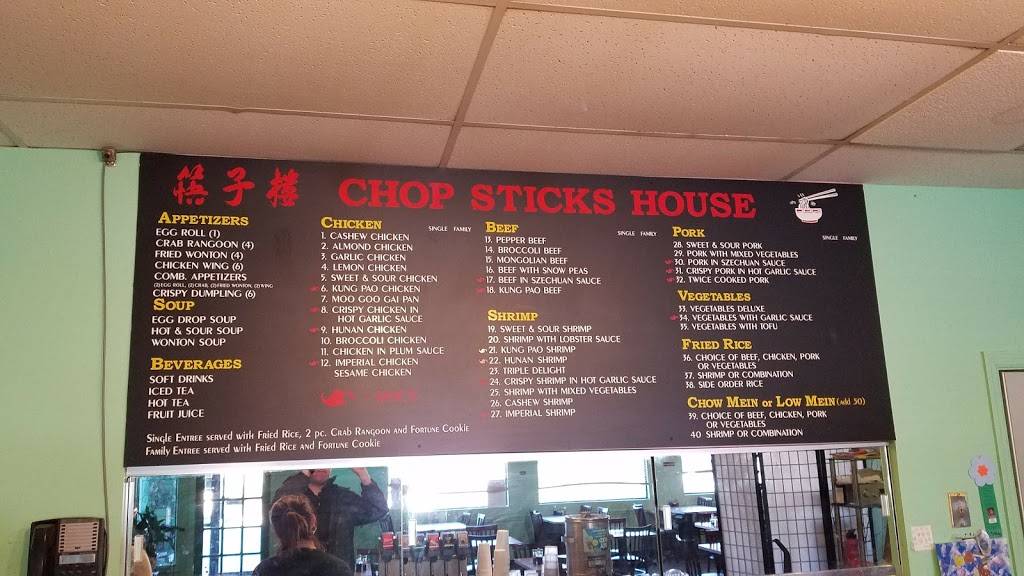 筷子樓 CHOP STICKS HOUSE
APPETIZERS
EGG ROLL (1)
CRAB RANGOON (4)
FRIED WONTON (4)
CHICKEN WING (6)
COMB. APPETIZERS
(2) EGG ROLL, (2) CRAB, (2) FRIED WONTON, (2) WING
CRISPY DUMPLING (6)
SOUP
EGG DROP SOUP
HOT & SOUR SOUP
WONTON SOUP
BEVERAGES
SOFT DRINKS
ICED TEA
HOT TEA
FRUIT JUICE
CHICKEN SINGLE FAMILY
1. CASHEW CHICKEN
2. ALMOND CHICKEN
3. GARLIC CHICKEN
4. LEMON CHICKEN
5. SWEET & SOUR CHICKEN
6. KUNG PAO CHICKEN
7. MOO GOO GAI PAN
8. CRISPY CHICKEN IN
HOT GARLIC SAUCE
9. HUNAN CHICKEN
10. BROCCOLI CHICKEN
11. CHICKEN IN PLUM SAUCE
12. IMPERIAL CHICKEN
SESAME CHICKEN
BEEF SINGLE FAMILY
13. PEPPER BEEF
14. BROCCOLI BEEF
15. MONGOLIAN BEEF
16. BEEF WITH SNOW PEAS
17. BEEF IN SZECHUAN SAUCE
18. KUNG PAO BEEF
SHRIMP
19. SWEET & SOUR SHRIMP
20. SHRIMP WITH LOBSTER SAUCE
21. KUNG PAO SHRIMP
22. HUNAN SHRIMP
23. TRIPLE DELIGHT
24. CRISPY SHRIMP IN HOT GARLIC SAUCE
25. SHRIMP WITH MIXED VEGETABLES
26. CASHEW SHRIMP
27. IMPERIAL SHRIMP
PORK SINGLE FAMILY
28. SWEET & SOUR PORK
29. PORK WITH MIXED VEGETABLES
30. PORK IN SZECHUAN SAUCE
31. CRISPY PORK IN HOT GARLIC SAUCE
32. TWICE COOKED PORK
VEGETABLES
33. VEGETABLES DELUXE
34. VEGETABLES WITH GARLIC SAUCE
35. VEGETABLES WITH TOFU
FRIED RICE
36. CHOICE OF BEEF, CHICKEN, PORK
OR VEGETABLES
37. SHRIMP OR COMBINATION
38. SIDE ORDER RICE
CHOW MEIN OR LOW MEIN (Add 50)
39. CHOICE OF BEEF, CHICKEN, PORK
OR VEGETABLES
40 SHRIMP OR COMBINATION
Single Entree served with Fried Rice, 2 pc. Crab Rangoon and Fortune Cookie
Family Entree served with Fried Rice and Fortune Cookie